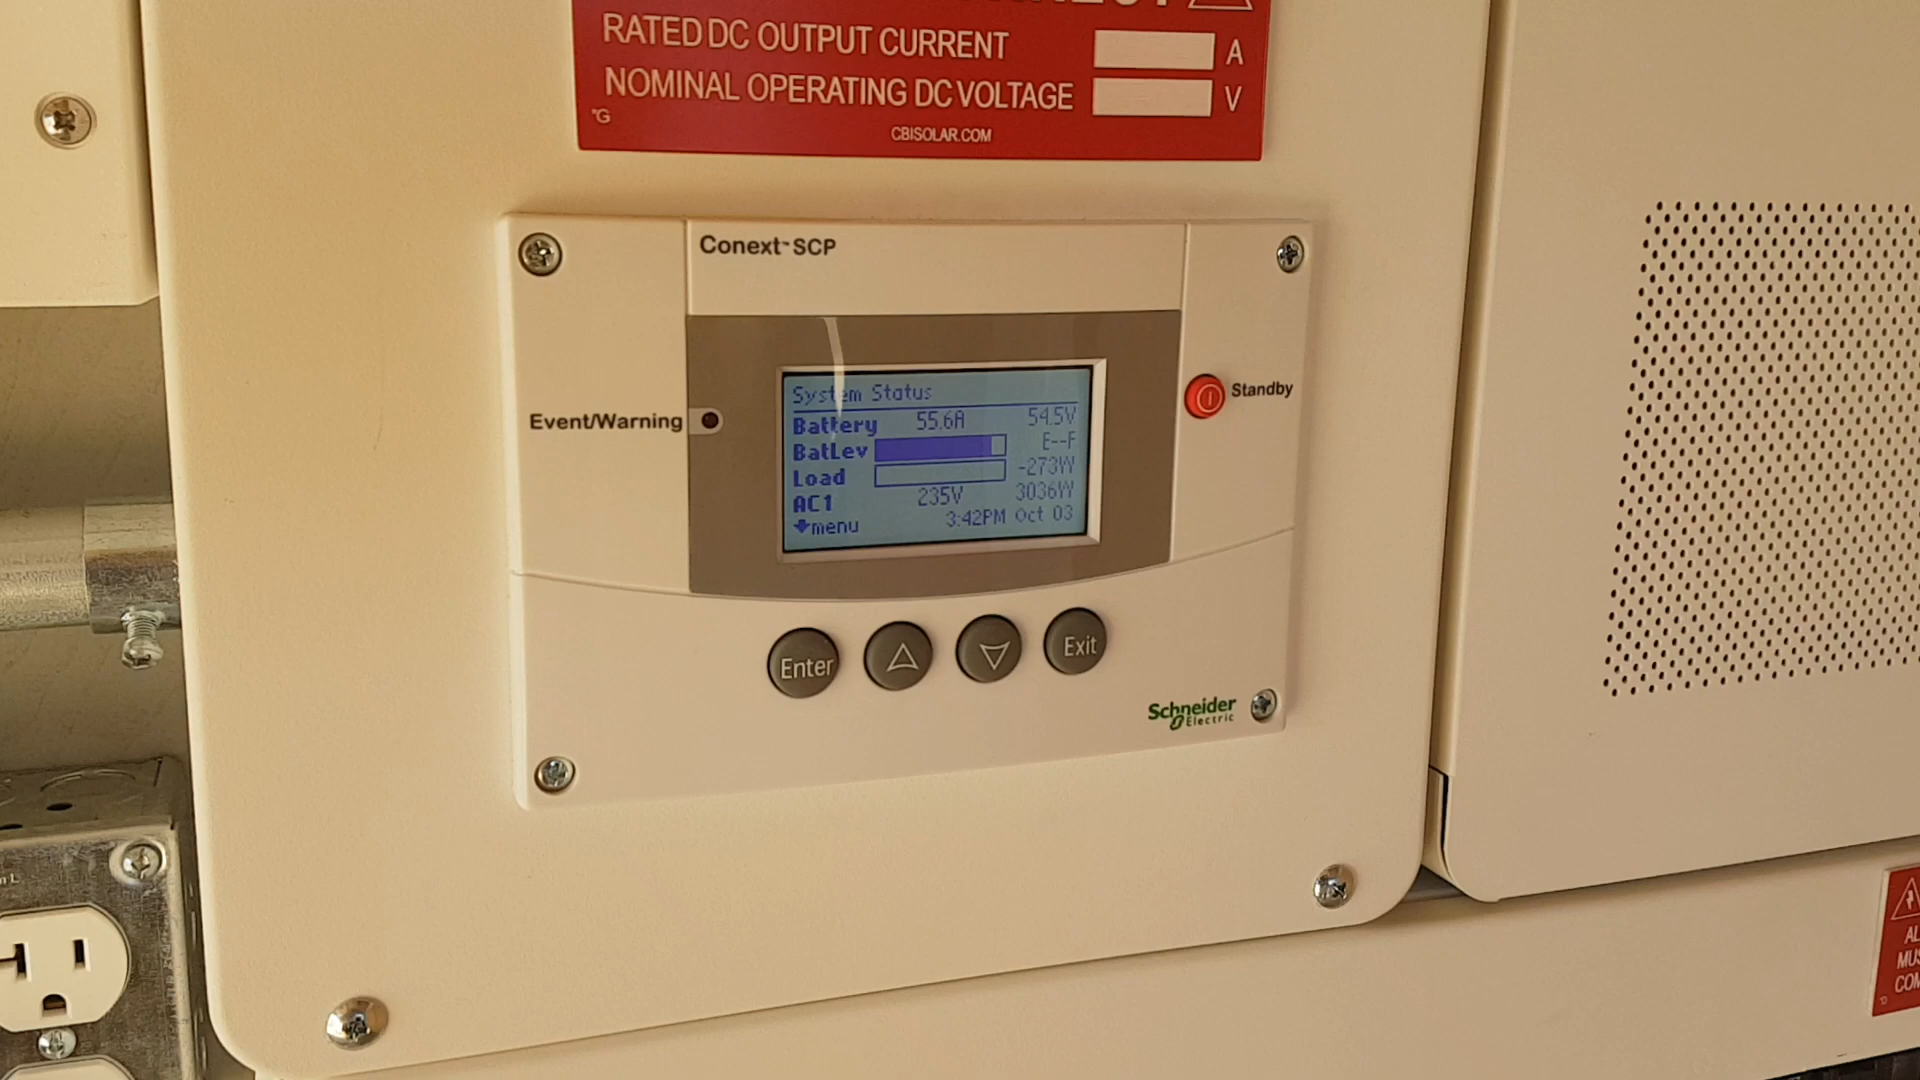 RATED DC OUTPUT CURRENT A
NOMINAL OPERATING DC VOLTAGE V
CBISOLAR.COM
Conext™ SCP
Event/Warning
Standby
System Status
Battery 55.6A 54.5V
BatLev E--F
Load -273W
AC1 235V 3036W
menu 3:42PM Oct 03
Enter
Exit
Schneider
Electric